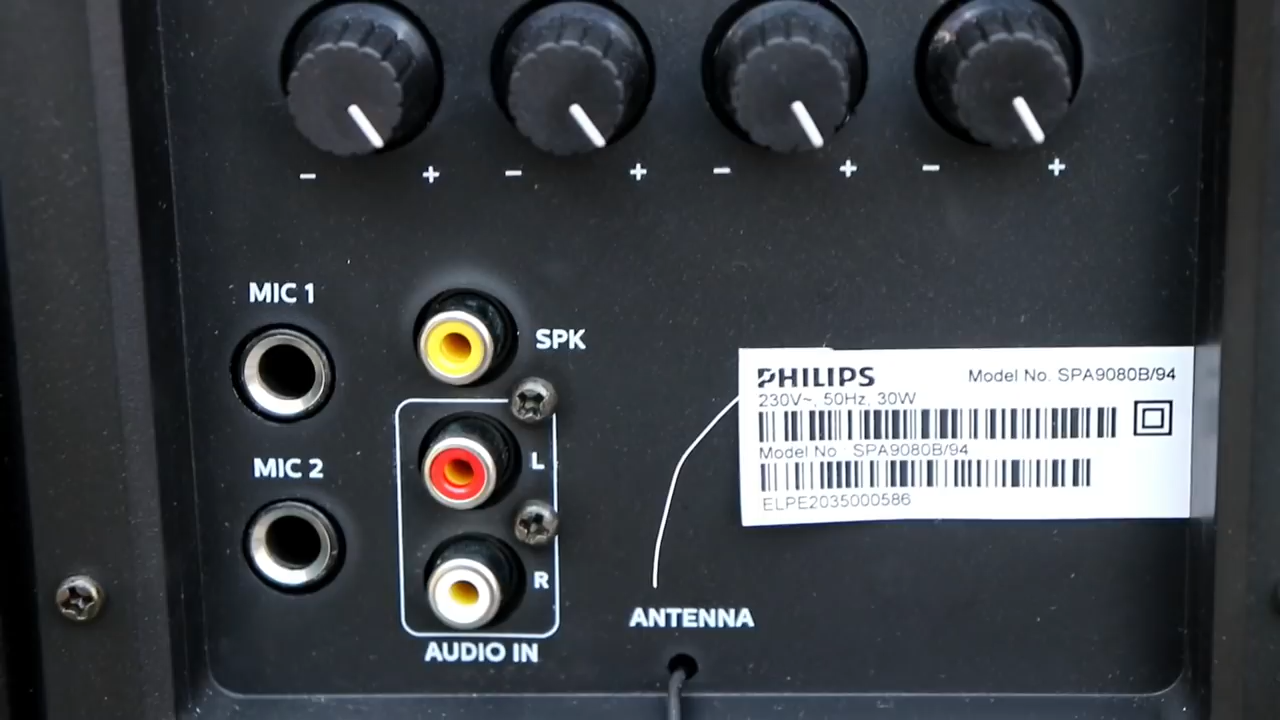 - + - + - + - +
MIC 1
SPK
MIC 2
L
R
AUDIO IN
ANTENNA
PHILIPS Model No. SPA9080B/94
230V~, 50Hz, 30W
Model No : SPA9080B/94
ELPE2035000586